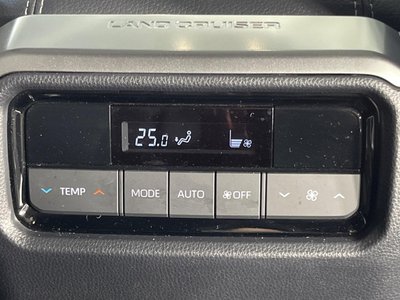 LAND CRUISER
25.0
TEMP MODE AUTO OFF